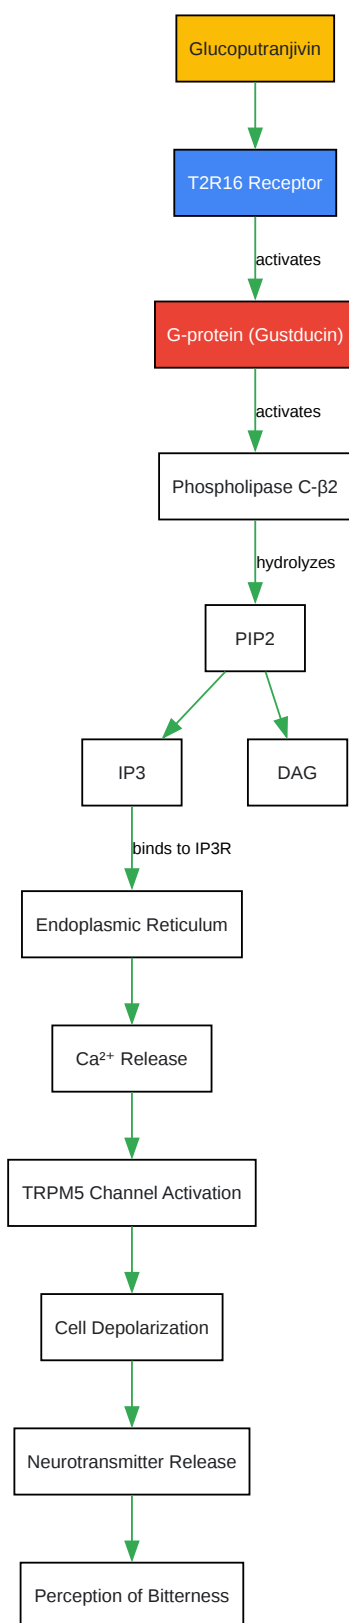 Glucoputranjivin
T2R16 Receptor
activates
G-protein (Gustducin)
activates
Phospholipase C-β2
hydrolyzes
PIP2
IP3
DAG
binds to IP3R
Endoplasmic Reticulum
Ca²⁺ Release
TRPM5 Channel Activation
Cell Depolarization
Neurotransmitter Release
Perception of Bitterness